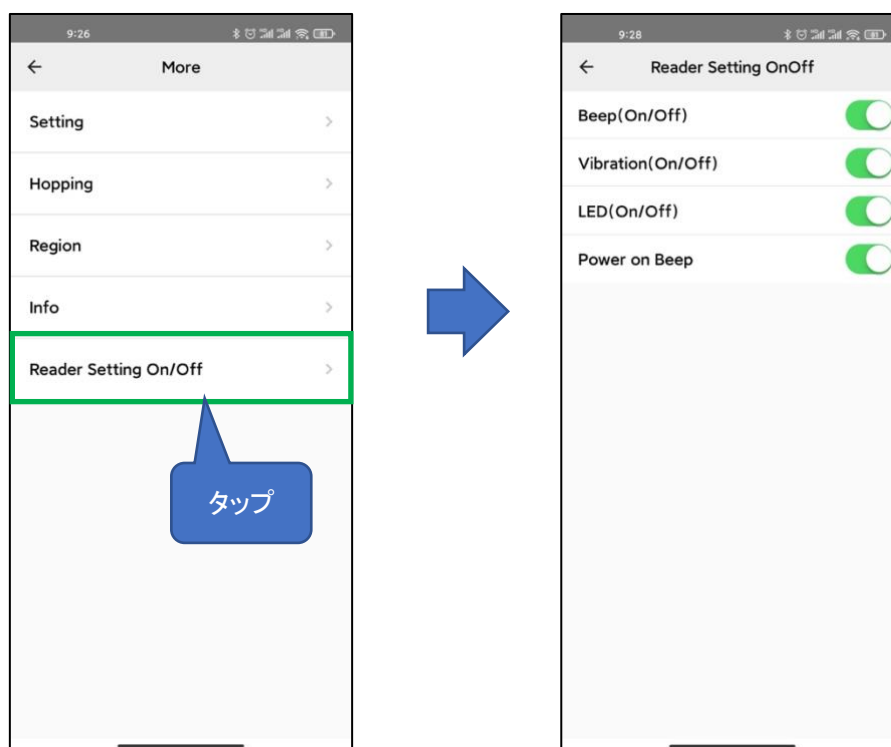 9:26
More
Setting
Hopping
Region
Info
Reader Setting On/Off
タップ
9:28
Reader Setting OnOff
Beep(On/Off)
Vibration(On/Off)
LED(On/Off)
Power on Beep